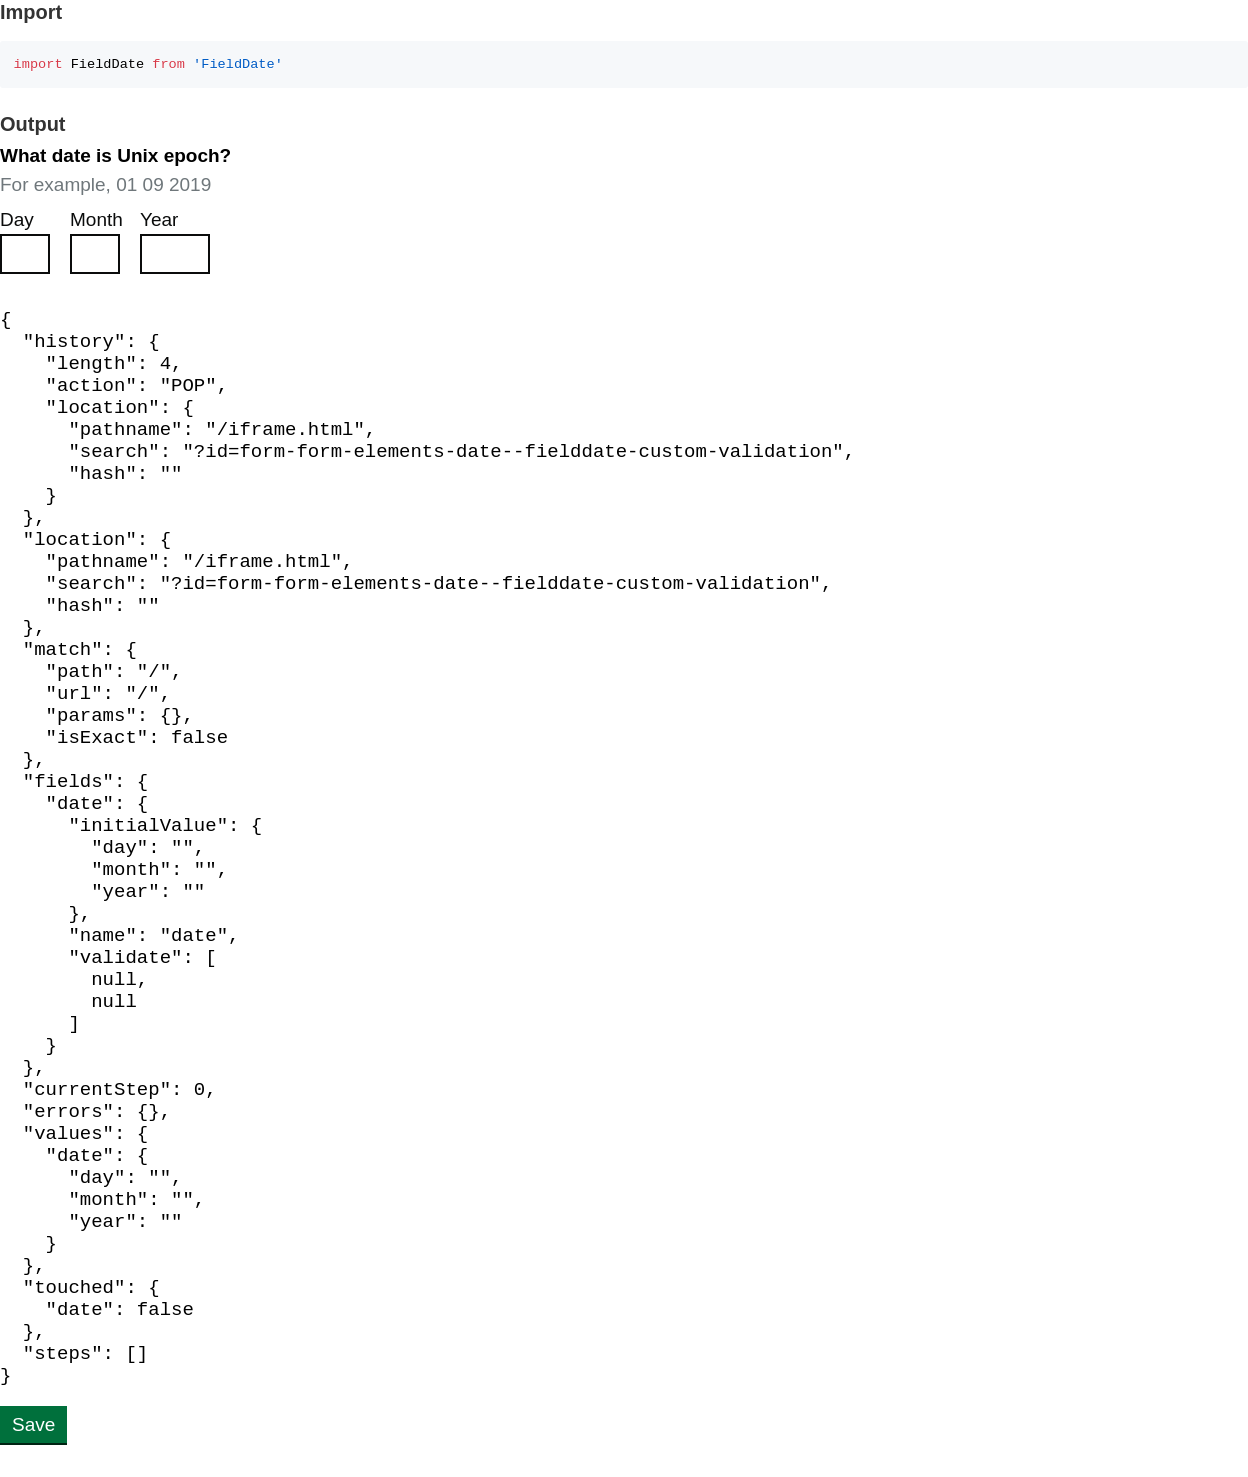 Import
import FieldDate from 'FieldDate'
Output
What date is Unix epoch?
For example, 01 09 2019
Day Month Year
{
  "history": {
    "length": 4,
    "action": "POP",
    "location": {
      "pathname": "/iframe.html",
      "search": "?id=form-form-elements-date--fielddate-custom-validation",
      "hash": ""
    }
  },
  "location": {
    "pathname": "/iframe.html",
    "search": "?id=form-form-elements-date--fielddate-custom-validation",
    "hash": ""
  },
  "match": {
    "path": "/",
    "url": "/",
    "params": {},
    "isExact": false
  },
  "fields": {
    "date": {
      "initialValue": {
        "day": "",
        "month": "",
        "year": ""
      },
      "name": "date",
      "validate": [
        null,
        null
      ]
    }
  },
  "currentStep": 0,
  "errors": {},
  "values": {
    "date": {
      "day": "",
      "month": "",
      "year": ""
    }
  },
  "touched": {
    "date": false
  },
  "steps": []
}
Save